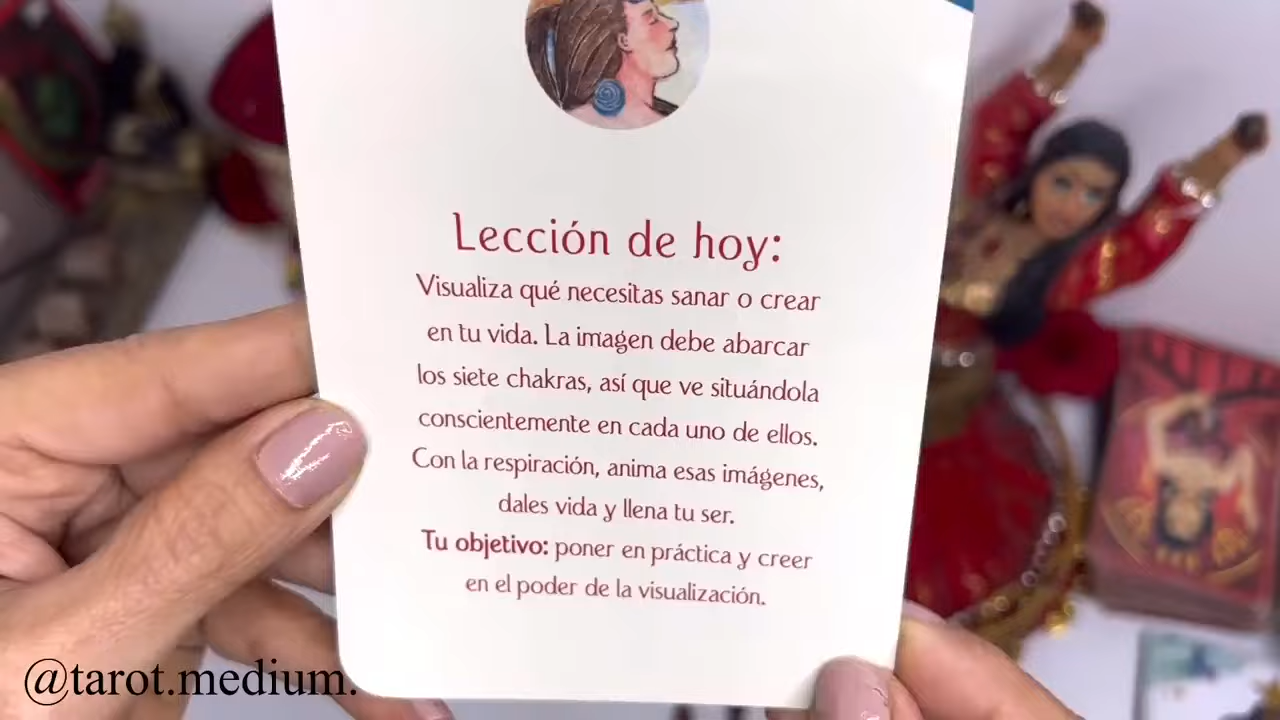 Lección de hoy:
Visualiza qué necesitas sanar o crear
en tu vida. La imagen debe abarcar
los siete chakras, así que ve situándola
conscientemente en cada uno de ellos.
Con la respiración, anima esas imágenes,
dales vida y llena tu ser.
Tu objetivo: poner en práctica y creer
en el poder de la visualización.
@tarot.medium.